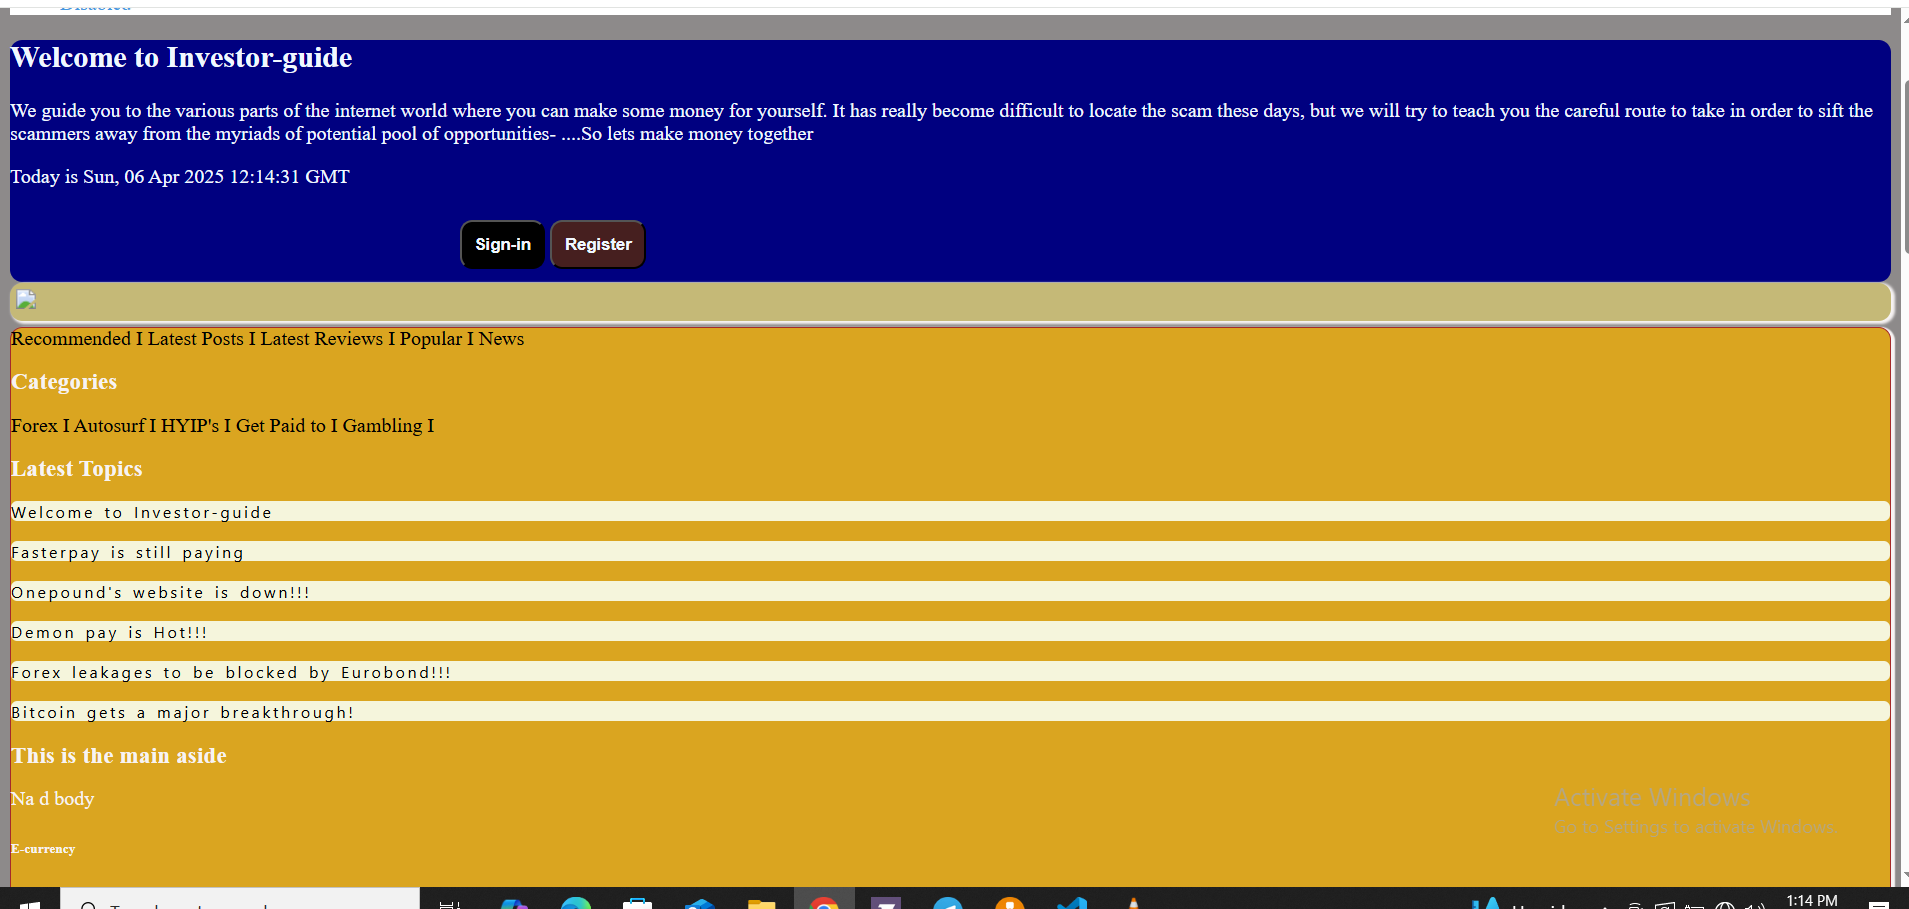 Disabled
Welcome to Investor-guide
We guide you to the various parts of the internet world where you can make some money for yourself. It has really become difficult to locate the scam these days, but we will try to teach you the careful route to take in order to sift the
scammers away from the myriads of potential pool of opportunities- ....So lets make money together
Today is Sun, 06 Apr 2025 12:14:31 GMT
Sign-in Register
Recommended I Latest Posts I Latest Reviews I Popular I News
Categories
Forex I Autosurf I HYIP's I Get Paid to I Gambling I
Latest Topics
Welcome to Investor-guide
Fasterpay is still paying
Onepound's website is down!!!
Demon pay is Hot!!!
Forex leakages to be blocked by Eurobond!!!
Bitcoin gets a major breakthrough!
This is the main aside
Na d body
Activate Windows
Go to Settings to activate Windows.
E-currency
1:14 PM